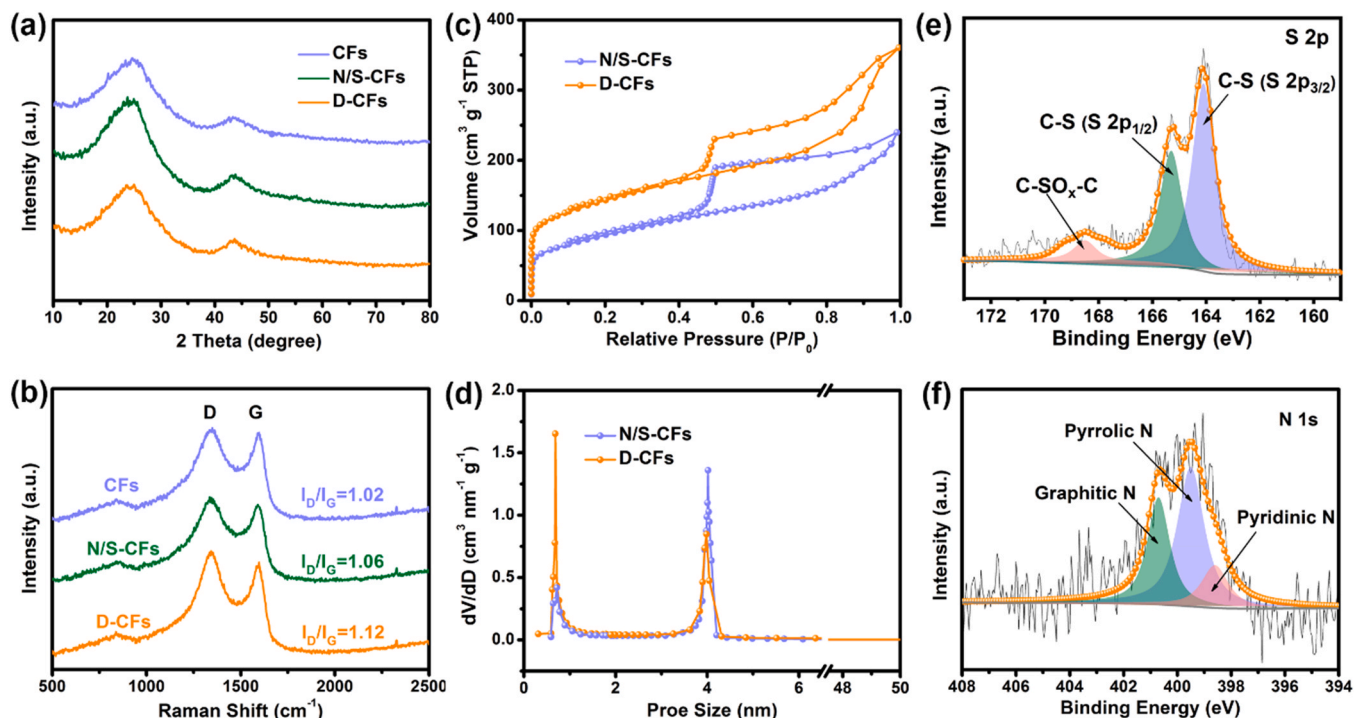 (a)
CFs
N/S-CFs
D-CFs
Intensity (a.u.)
10 20 30 40 50 60 70 80
2 Theta (degree)
(b)
D G
CFs
I_D/I_G=1.02
N/S-CFs
I_D/I_G=1.06
D-CFs
I_D/I_G=1.12
Intensity (a.u.)
500 1000 1500 2000 2500
Raman Shift (cm⁻¹)
(c)
N/S-CFs
D-CFs
Volume (cm³ g⁻¹ STP)
400
300
200
100
0
0.0 0.2 0.4 0.6 0.8 1.0
Relative Pressure (P/P₀)
(d)
N/S-CFs
D-CFs
dV/dD (cm³ nm⁻¹ g⁻¹)
2.0
1.5
1.0
0.5
0.0
0 2 4 6 48 50
Proe Size (nm)
(e)
S 2p
C-S (S 2p₃/₂)
C-S (S 2p₁/₂)
C-SOₓ-C
Intensity (a.u.)
172 170 168 166 164 162 160
Binding Energy (eV)
(f)
N 1s
Pyrrolic N
Graphitic N
Pyridinic N
Intensity (a.u.)
408 406 404 402 400 398 396 394
Binding Energy (eV)